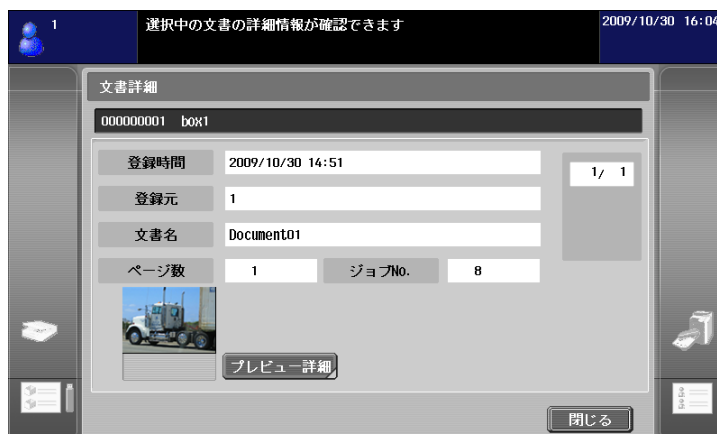 1
選択中の文書の詳細情報が確認できます
2009/10/30 16:04
文書詳細
000000001 box1
登録時間 2009/10/30 14:51
1/ 1
登録元 1
文書名 Document01
ページ数 1 ジョブNo. 8
プレビュー詳細
閉じる